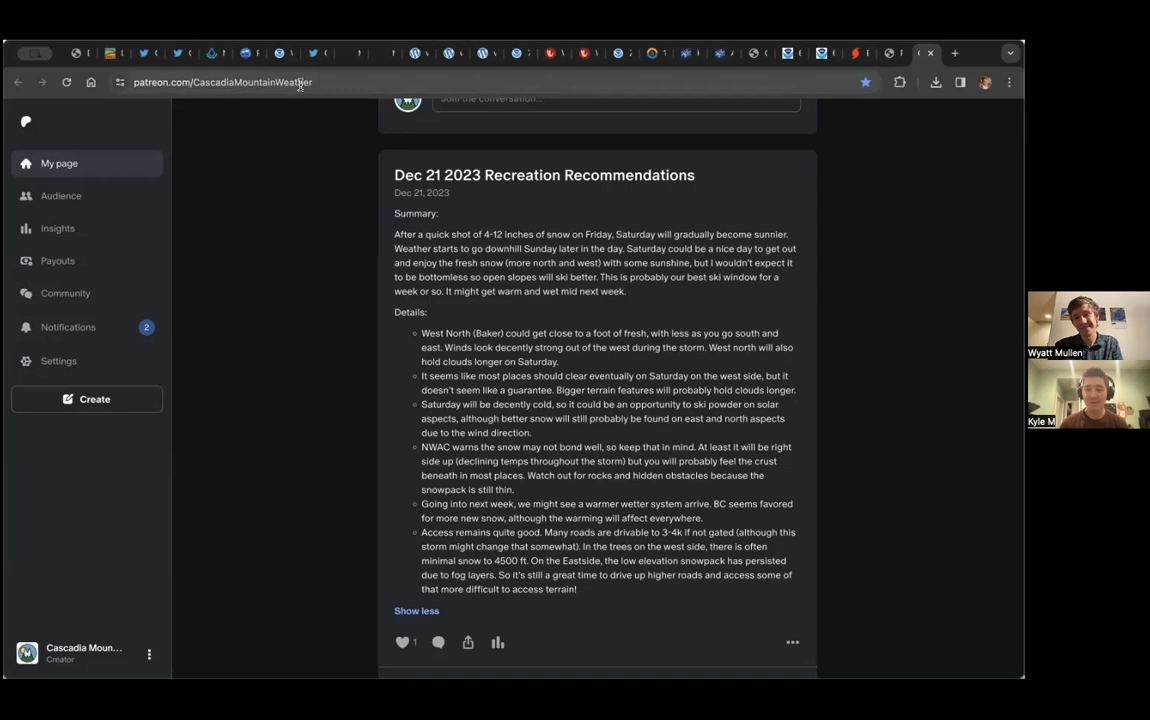 patreon.com/CascadiaMountainWeather
Join the conversation...
My page
Audience
Insights
Payouts
Community
Notifications
2
Settings
Create
Cascadia Moun...
Creator
Dec 21 2023 Recreation Recommendations
Dec 21, 2023
Summary:
After a quick shot of 4-12 inches of snow on Friday, Saturday will gradually become sunnier.
Weather starts to go downhill Sunday later in the day. Saturday could be a nice day to get out
and enjoy the fresh snow (more north and west) with some sunshine, but I wouldn't expect it
to be bottomless so open slopes will ski better. This is probably our best ski window for a
week or so. It might get warm and wet mid next week.
Details:
West North (Baker) could get close to a foot of fresh, with less as you go south and
east. Winds look decently strong out of the west during the storm. West north will also
hold clouds longer on Saturday.
It seems like most places should clear eventually on Saturday on the west side, but it
doesn't seem like a guarantee. Bigger terrain features will probably hold clouds longer.
Saturday will be decently cold, so it could be an opportunity to ski powder on solar
aspects, although better snow will still probably be found on east and north aspects
due to the wind direction.
NWAC warns the snow may not bond well, so keep that in mind. At least it will be right
side up (declining temps throughout the storm) but you will probably feel the crust
beneath in most places. Watch out for rocks and hidden obstacles because the
snowpack is still thin.
Going into next week, we might see a warmer wetter system arrive. BC seems favored
for more new snow, although the warming will affect everywhere.
Access remains quite good. Many roads are drivable to 3-4k if not gated (although this
storm might change that somewhat). In the trees on the west side, there is often
minimal snow to 4500 ft. On the Eastside, the low elevation snowpack has persisted
due to fog layers. So it's still a great time to drive up higher roads and access some of
that more difficult to access terrain!
Show less
1
Wyatt Mullen
Kyle M